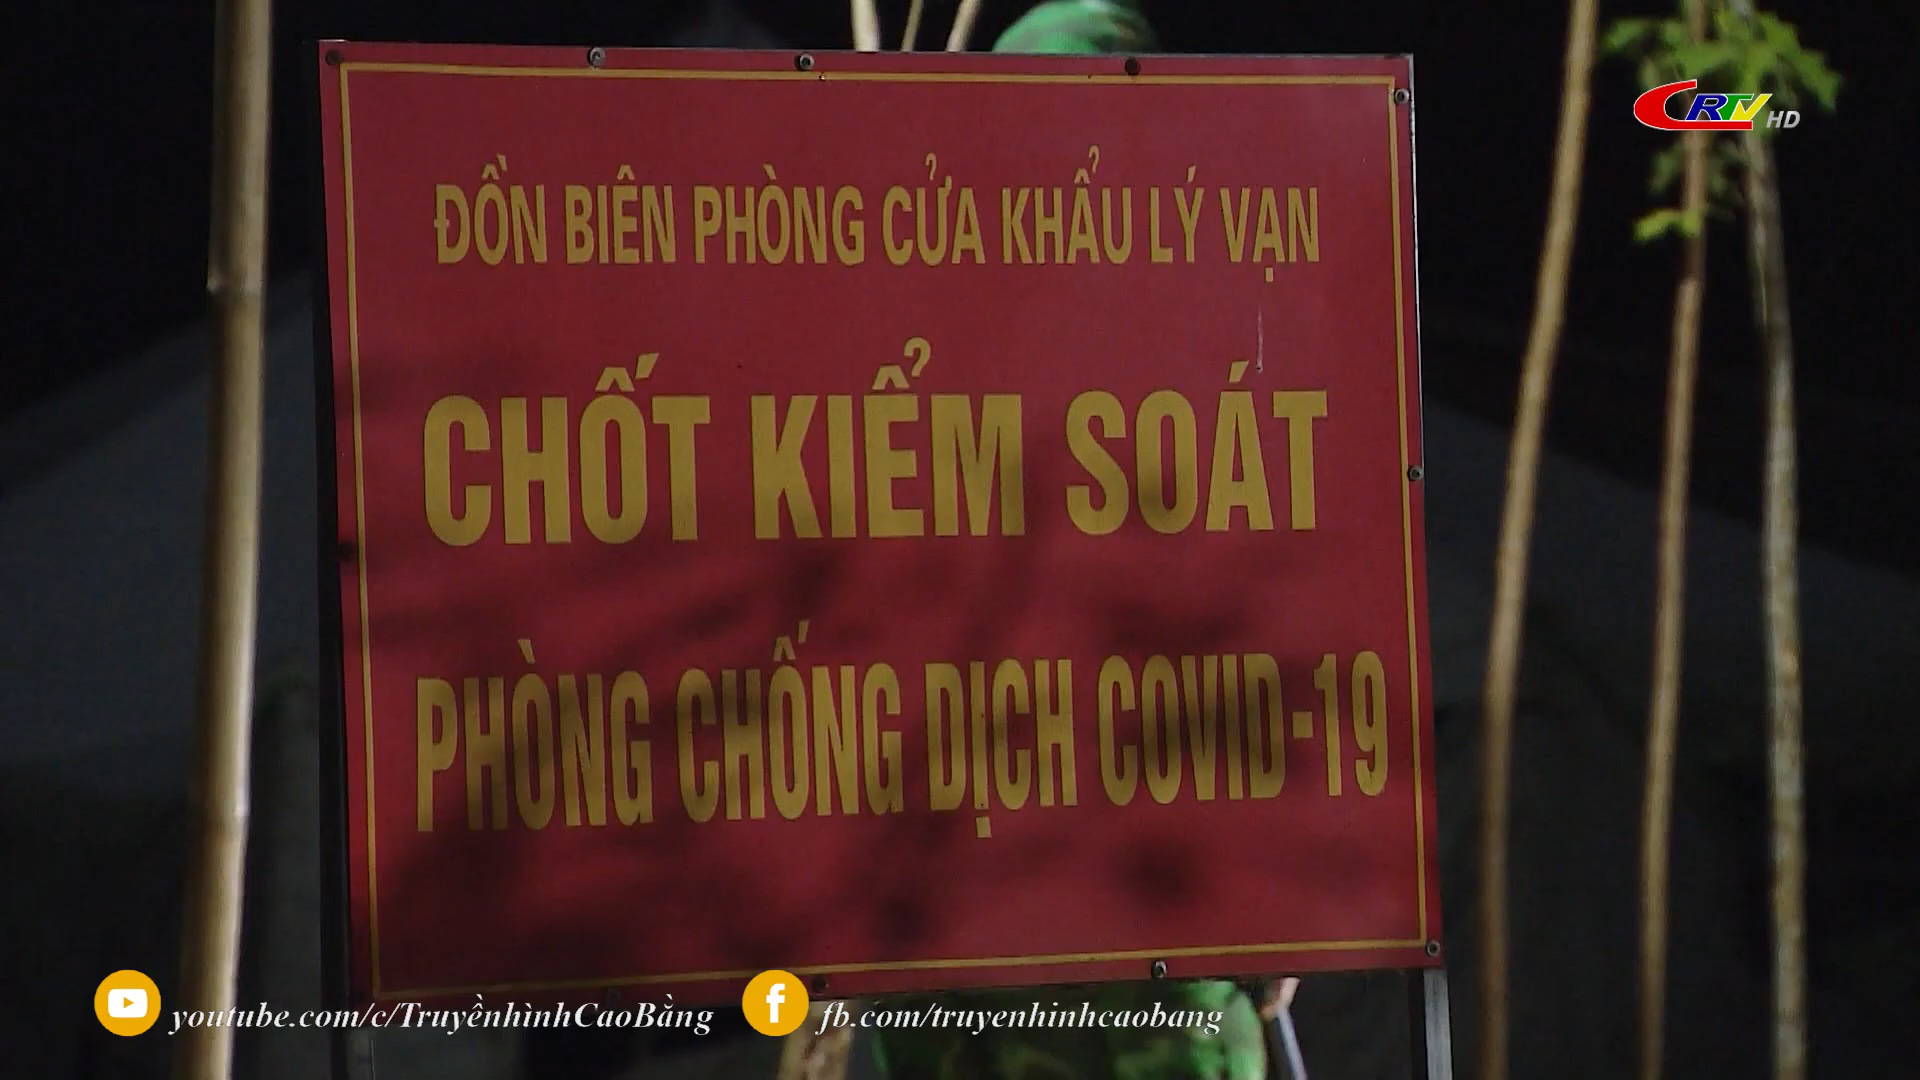 CRTV HD
ĐỒN BIÊN PHÒNG CỬA KHẨU LÝ VẠN
CHỐT KIỂM SOÁT
PHÒNG CHỐNG DỊCH COVID-19
youtube.com/c/TruyềnhìnhCaoBằng
fb.com/truyenhinhcaobang